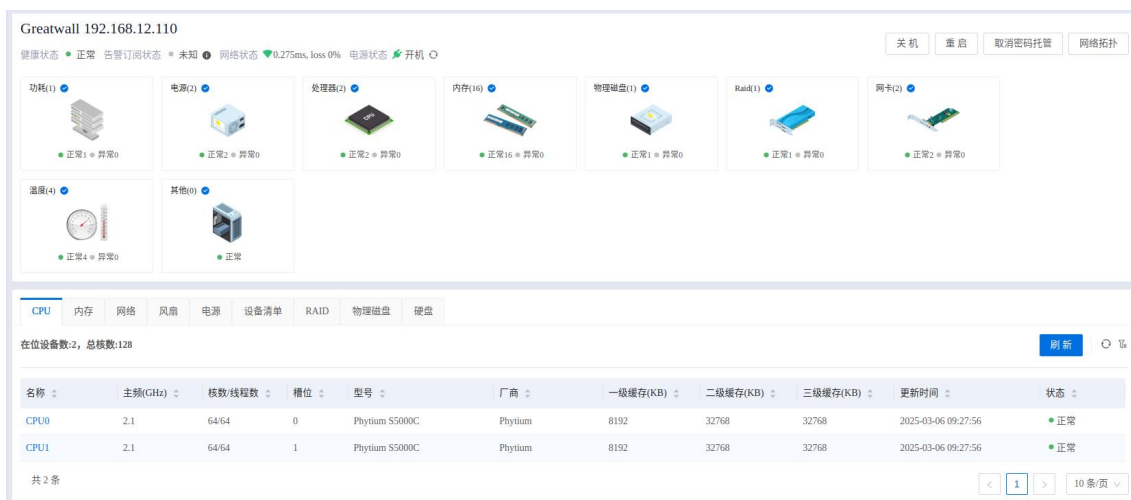 Greatwall 192.168.12.110
健康状态 正常 告警订阅状态 未知 网络状态 0.275ms, loss 0% 电源状态 开机
关机 重启 取消密码托管 网络拓扑
功耗(1) 电源(2) 处理器(2) 内存(16) 物理磁盘(1) Raid(1) 网卡(2)
CPU
正常1 异常0 正常2 异常0 正常2 异常0 正常16 异常0 正常1 异常0 正常1 异常0 正常2 异常0
温度(4) 其他(0)
正常4 异常0 正常
CPU 内存 网络 风扇 电源 设备清单 RAID 物理磁盘 硬盘
在位设备数:2，总核数:128 刷新
名称 主频(GHz) 核数/线程数 槽位 型号 厂商 一级缓存(KB) 二级缓存(KB) 三级缓存(KB) 更新时间 状态
CPU0 2.1 64/64 0 Phytium S5000C Phytium 8192 32768 32768 2025-03-06 09:27:56 正常
CPU1 2.1 64/64 1 Phytium S5000C Phytium 8192 32768 32768 2025-03-06 09:27:56 正常
共 2 条 < 1 > 10 条/页